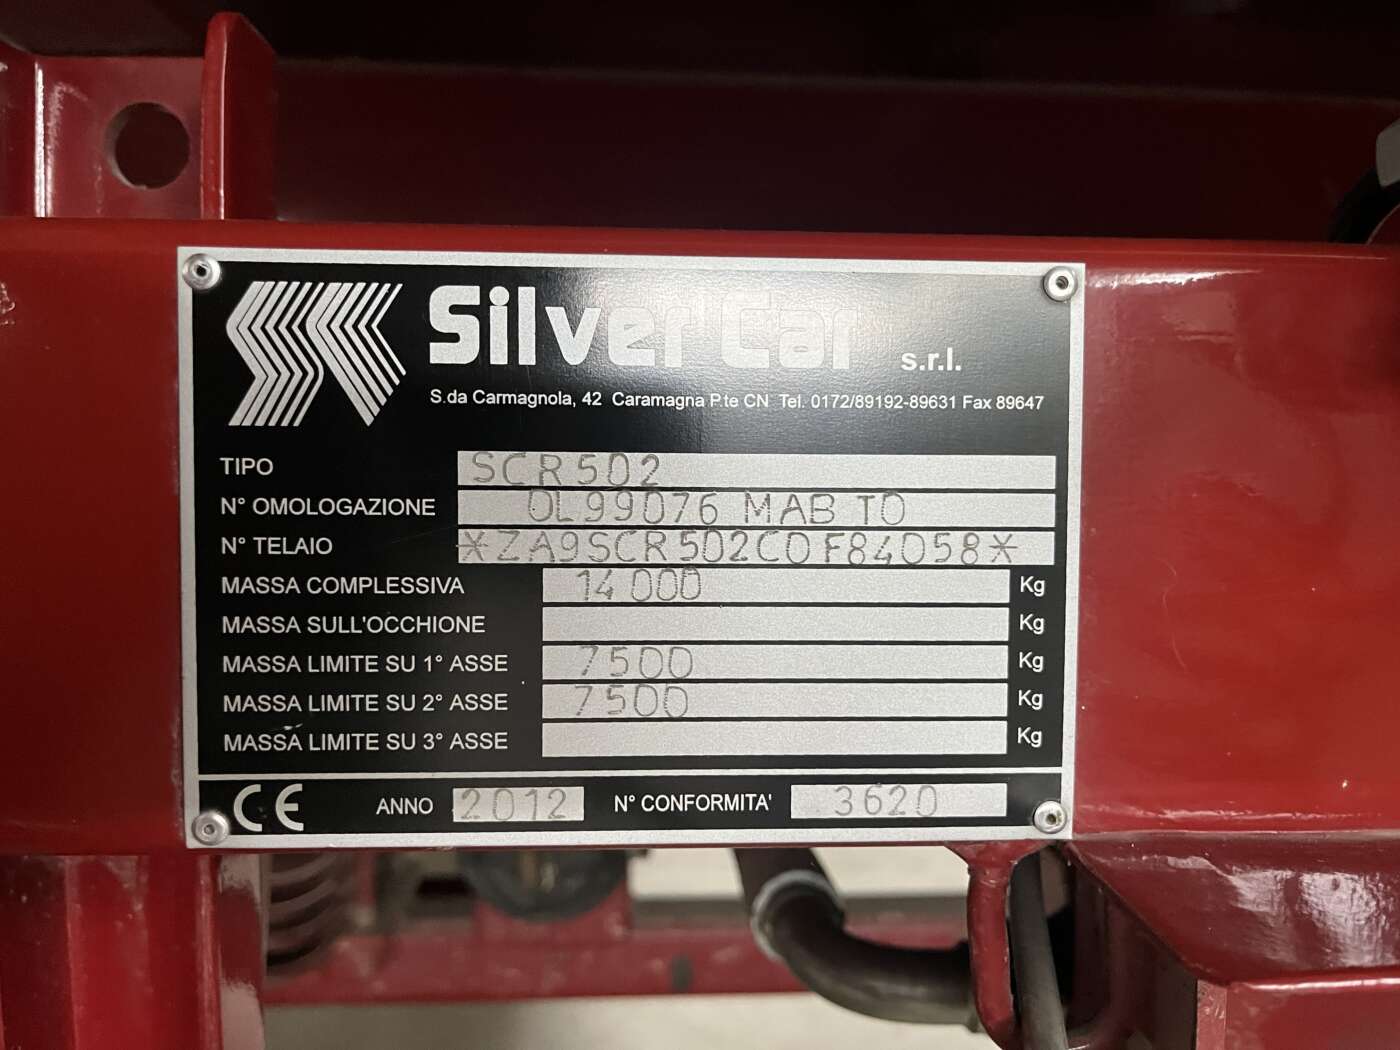 Silver Car s.r.l.
S.da Carmagnola, 42 Caramagna P.te CN Tel. 0172/89192-89631 Fax 89647
TIPO SCR502
N° OMOLOGAZIONE OL99076 MAB TO
N° TELAIO *ZA9SCR502C0F84058*
MASSA COMPLESSIVA 14000 Kg
MASSA SULL'OCCHIONE Kg
MASSA LIMITE SU 1° ASSE 7500 Kg
MASSA LIMITE SU 2° ASSE 7500 Kg
MASSA LIMITE SU 3° ASSE Kg
CE ANNO 2012 N° CONFORMITA' 3620